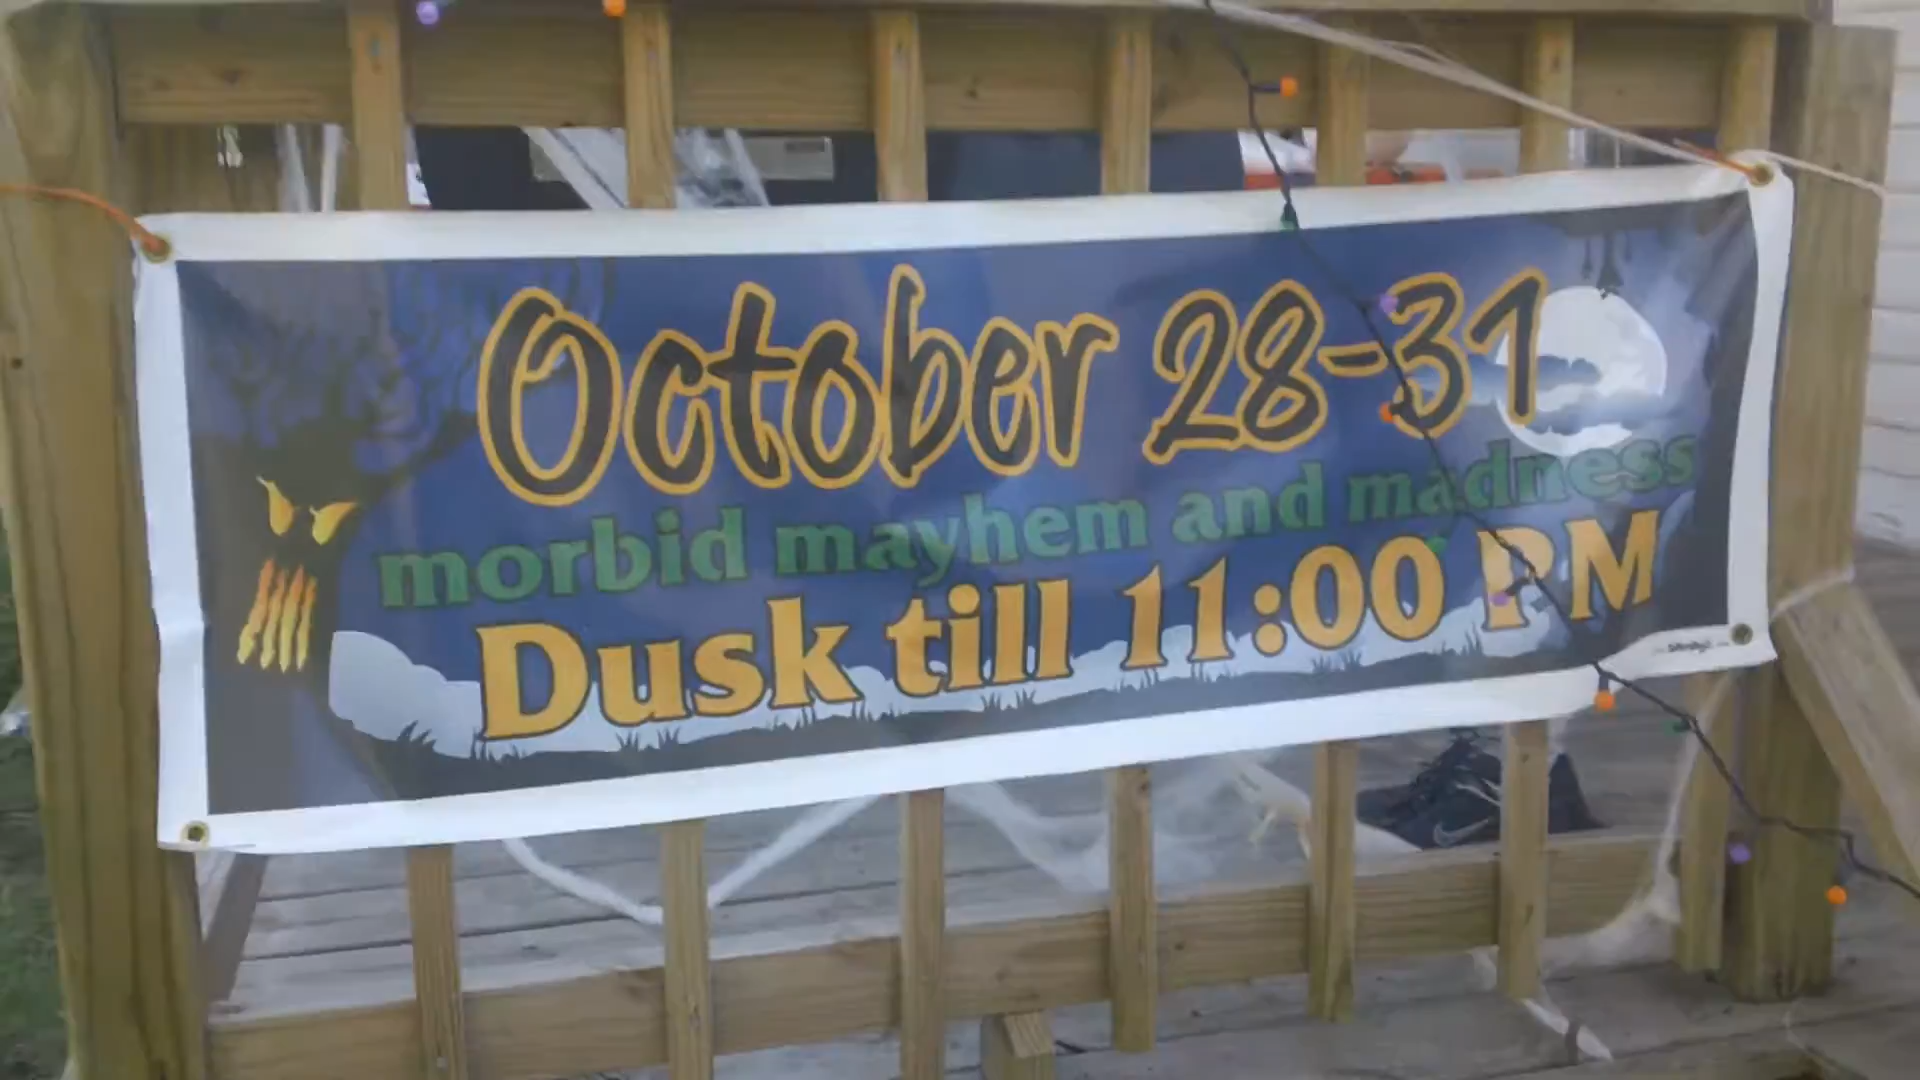 October 28-31
morbid mayhem and madness
Dusk till 11:00 PM